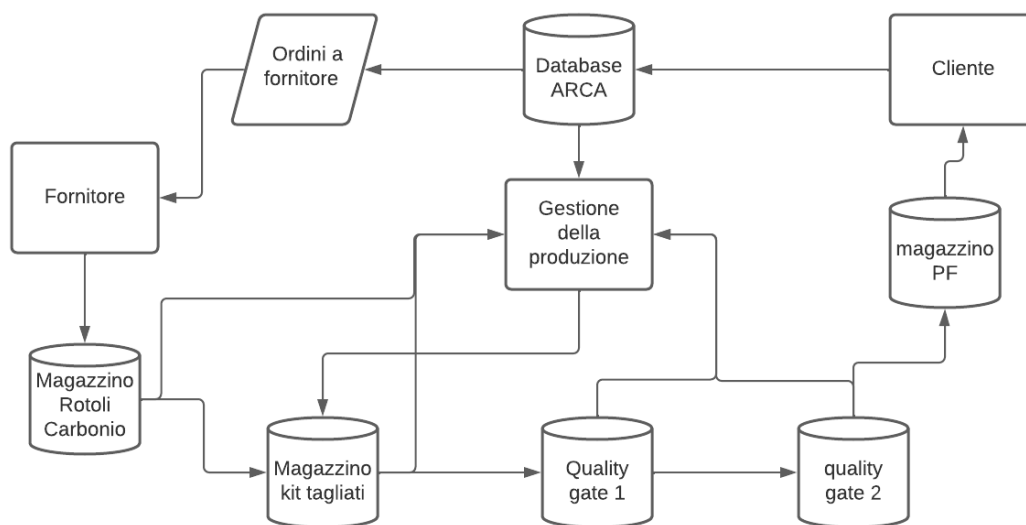 Ordini a
fornitore
Database
ARCA
Cliente
Fornitore
Gestione
della
produzione
magazzino
PF
Magazzino
Rotoli
Carbonio
Magazzino
kit tagliati
Quality
gate 1
quality
gate 2